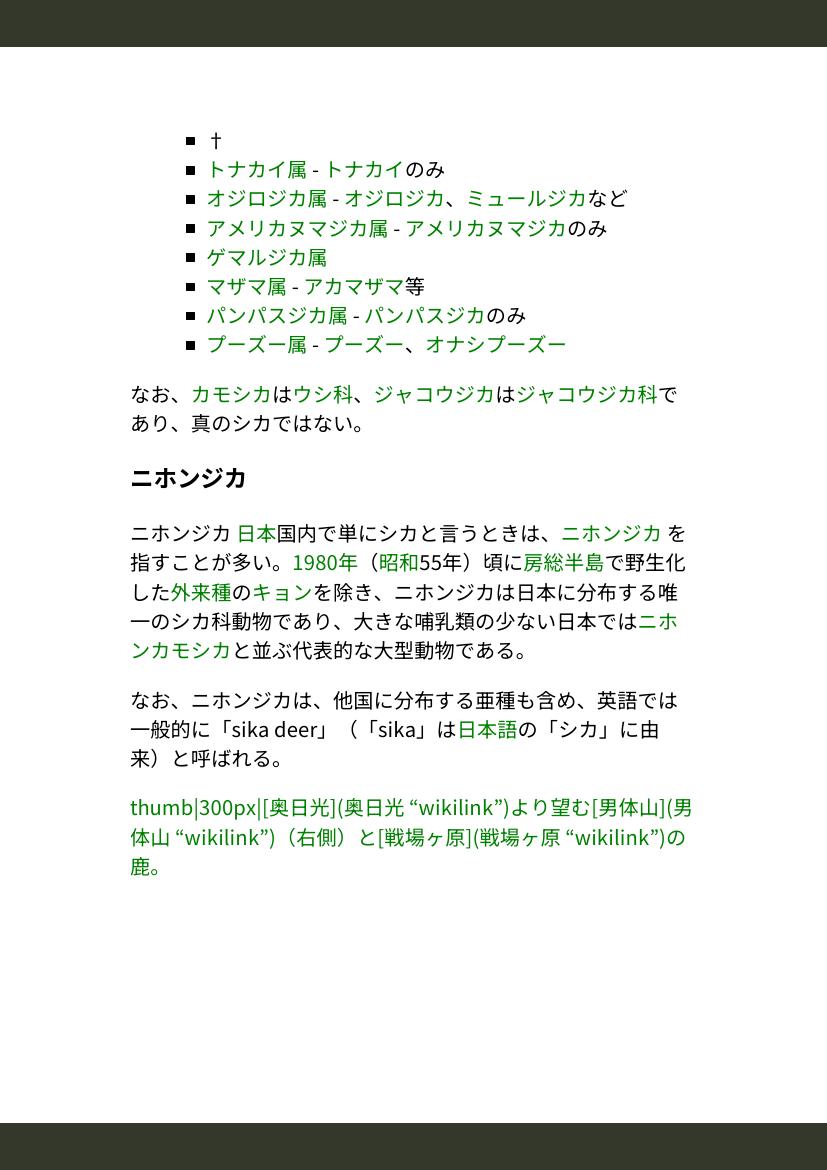 †
トナカイ属 - トナカイのみ
オジロジカ属 - オジロジカ、ミュールジカなど
アメリカヌマジカ属 - アメリカヌマジカのみ
ゲマルジカ属
マザマ属 - アカマザマ等
パンパスジカ属 - パンパスジカのみ
プーズー属 - プーズー、オナシプーズー
なお、カモシカはウシ科、ジャコウジカはジャコウジカ科で
あり、真のシカではない。
ニホンジカ
ニホンジカ 日本国内で単にシカと言うときは、ニホンジカ を
指すことが多い。1980年（昭和55年）頃に房総半島で野生化
した外来種のキョンを除き、ニホンジカは日本に分布する唯
一のシカ科動物であり、大きな哺乳類の少ない日本ではニホ
ンカモシカと並ぶ代表的な大型動物である。
なお、ニホンジカは、他国に分布する亜種も含め、英語では
一般的に「sika deer」（「sika」は日本語の「シカ」に由
来）と呼ばれる。
thumb|300px|[奥日光](奥日光 “wikilink”)より望む[男体山](男
体山 “wikilink”)（右側）と[戦場ヶ原](戦場ヶ原 “wikilink”)の
鹿。